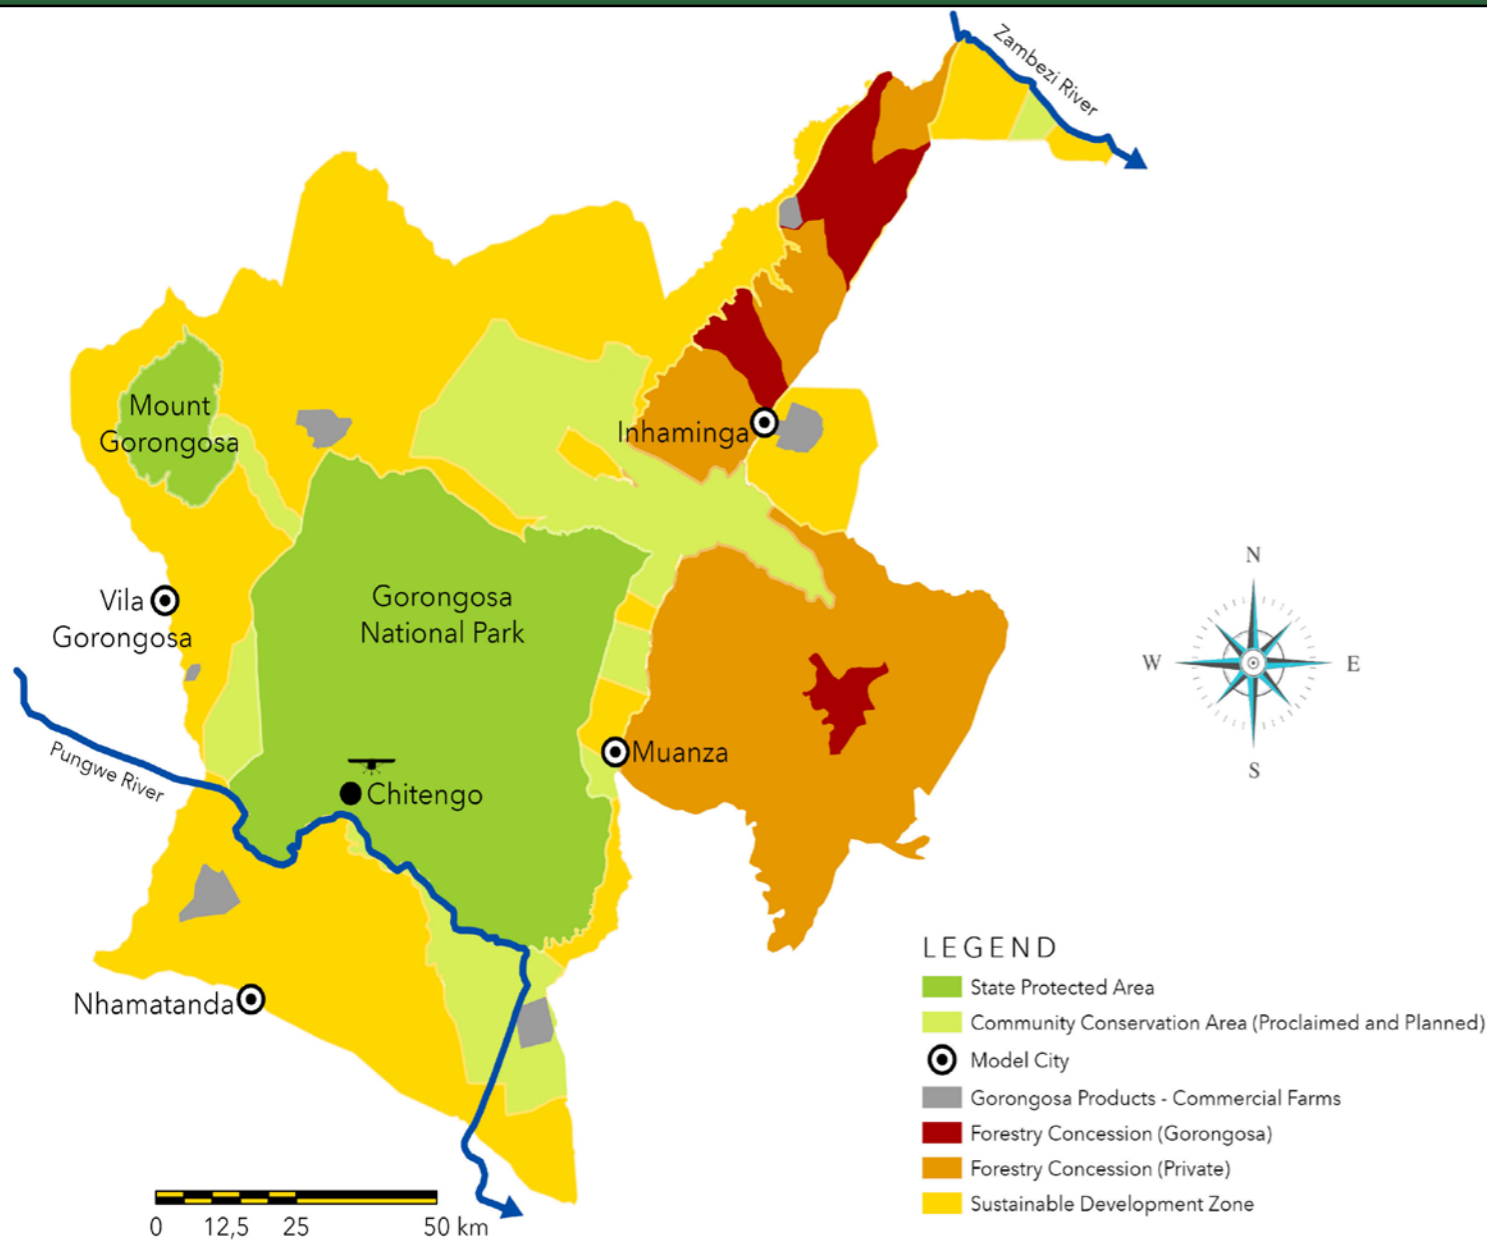 Zambezi River
Mount
Gorongosa
Inhaminga
Vila
Gorongosa
Gorongosa
National Park
N
W
E
S
Pungwe River
Muanza
Chitengo
Nhamatanda
LEGEND
State Protected Area
Community Conservation Area (Proclaimed and Planned)
Model City
Gorongosa Products - Commercial Farms
Forestry Concession (Gorongosa)
Forestry Concession (Private)
Sustainable Development Zone
0 12,5 25 50 km